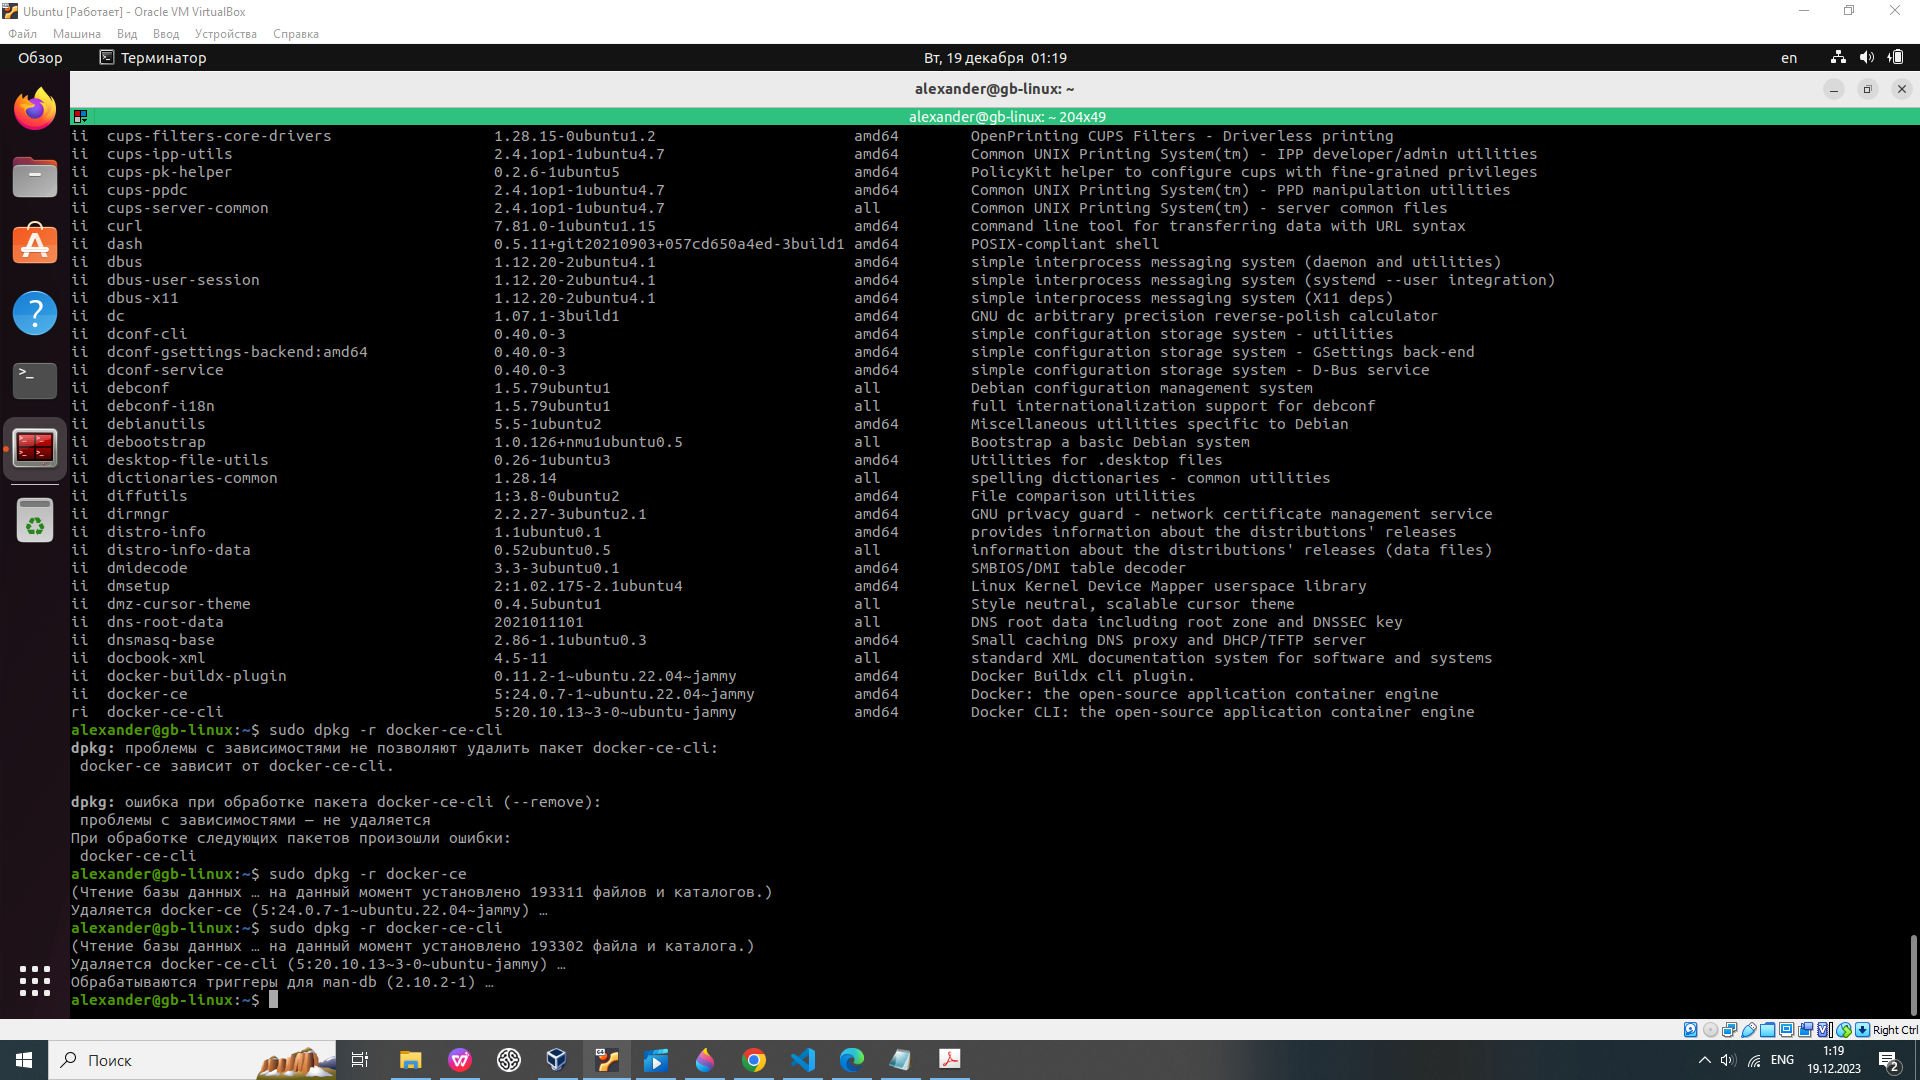 Ubuntu [Работает] - Oracle VM VirtualBox
Файл Машина Вид Ввод Устройства Справка
Обзор Терминатор Вт, 19 декабря 01:19 en
alexander@gb-linux: ~
alexander@gb-linux: ~ 204x49
ii cups-filters-core-drivers 1.28.15-0ubuntu1.2 amd64 OpenPrinting CUPS Filters - Driverless printing
ii cups-ipp-utils 2.4.1op1-1ubuntu4.7 amd64 Common UNIX Printing System(tm) - IPP developer/admin utilities
ii cups-pk-helper 0.2.6-1ubuntu5 amd64 PolicyKit helper to configure cups with fine-grained privileges
ii cups-ppdc 2.4.1op1-1ubuntu4.7 amd64 Common UNIX Printing System(tm) - PPD manipulation utilities
ii cups-server-common 2.4.1op1-1ubuntu4.7 all Common UNIX Printing System(tm) - server common files
ii curl 7.81.0-1ubuntu1.15 amd64 command line tool for transferring data with URL syntax
ii dash 0.5.11+git20210903+057cd650a4ed-3build1 amd64 POSIX-compliant shell
ii dbus 1.12.20-2ubuntu4.1 amd64 simple interprocess messaging system (daemon and utilities)
ii dbus-user-session 1.12.20-2ubuntu4.1 amd64 simple interprocess messaging system (systemd --user integration)
ii dbus-x11 1.12.20-2ubuntu4.1 amd64 simple interprocess messaging system (X11 deps)
ii dc 1.07.1-3build1 amd64 GNU dc arbitrary precision reverse-polish calculator
ii dconf-cli 0.40.0-3 amd64 simple configuration storage system - utilities
ii dconf-gsettings-backend:amd64 0.40.0-3 amd64 simple configuration storage system - GSettings back-end
ii dconf-service 0.40.0-3 amd64 simple configuration storage system - D-Bus service
ii debconf 1.5.79ubuntu1 all Debian configuration management system
ii debconf-i18n 1.5.79ubuntu1 all full internationalization support for debconf
ii debianutils 5.5-1ubuntu2 amd64 Miscellaneous utilities specific to Debian
ii debootstrap 1.0.126+nmu1ubuntu0.5 all Bootstrap a basic Debian system
ii desktop-file-utils 0.26-1ubuntu3 amd64 Utilities for .desktop files
ii dictionaries-common 1.28.14 all spelling dictionaries - common utilities
ii diffutils 1:3.8-0ubuntu2 amd64 File comparison utilities
ii dirmngr 2.2.27-3ubuntu2.1 amd64 GNU privacy guard - network certificate management service
ii distro-info 1.1ubuntu0.1 amd64 provides information about the distributions' releases
ii distro-info-data 0.52ubuntu0.5 all information about the distributions' releases (data files)
ii dmidecode 3.3-3ubuntu0.1 amd64 SMBIOS/DMI table decoder
ii dmsetup 2:1.02.175-2.1ubuntu4 amd64 Linux Kernel Device Mapper userspace library
ii dmz-cursor-theme 0.4.5ubuntu1 all Style neutral, scalable cursor theme
ii dns-root-data 2021011101 all DNS root data including root zone and DNSSEC key
ii dnsmasq-base 2.86-1.1ubuntu0.3 amd64 Small caching DNS proxy and DHCP/TFTP server
ii docbook-xml 4.5-11 all standard XML documentation system for software and systems
ii docker-buildx-plugin 0.11.2-1~ubuntu.22.04~jammy amd64 Docker Buildx cli plugin.
ii docker-ce 5:24.0.7-1~ubuntu.22.04~jammy amd64 Docker: the open-source application container engine
ri docker-ce-cli 5:20.10.13~3-0~ubuntu-jammy amd64 Docker CLI: the open-source application container engine
alexander@gb-linux:~$ sudo dpkg -r docker-ce-cli
dpkg: проблемы с зависимостями не позволяют удалить пакет docker-ce-cli:
docker-ce зависит от docker-ce-cli.
dpkg: ошибка при обработке пакета docker-ce-cli (--remove):
проблемы с зависимостями — не удаляется
При обработке следующих пакетов произошли ошибки:
docker-ce-cli
alexander@gb-linux:~$ sudo dpkg -r docker-ce
(Чтение базы данных … на данный момент установлено 193311 файлов и каталогов.)
Удаляется docker-ce (5:24.0.7-1~ubuntu.22.04~jammy) …
alexander@gb-linux:~$ sudo dpkg -r docker-ce-cli
(Чтение базы данных … на данный момент установлено 193302 файла и каталога.)
Удаляется docker-ce-cli (5:20.10.13~3-0~ubuntu-jammy) …
Обрабатываются триггеры для man-db (2.10.2-1) …
alexander@gb-linux:~$
Right Ctrl
Поиск ENG 1:19
19.12.2023 2